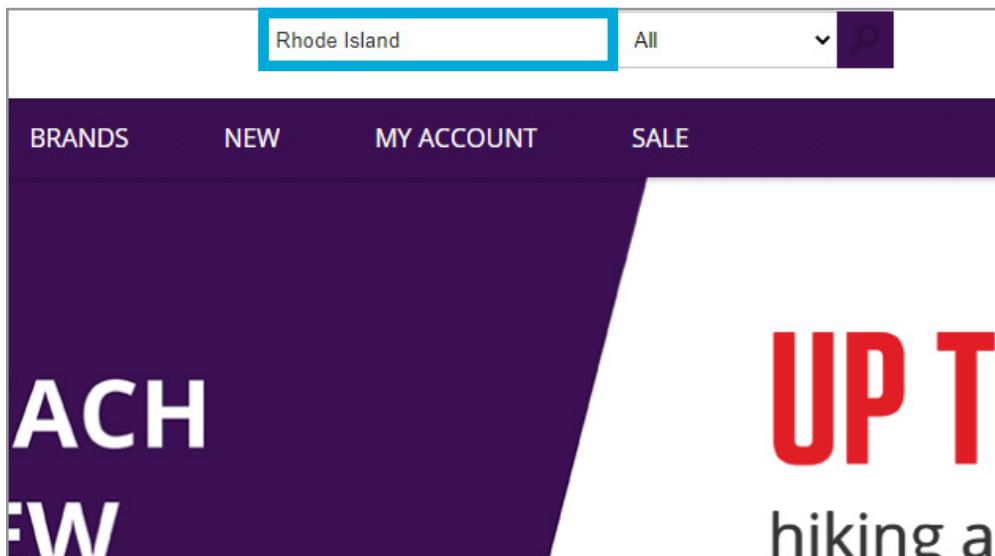 Rhode Island All
BRANDS NEW MY ACCOUNT SALE
UP T
ACH
EW
hiking a